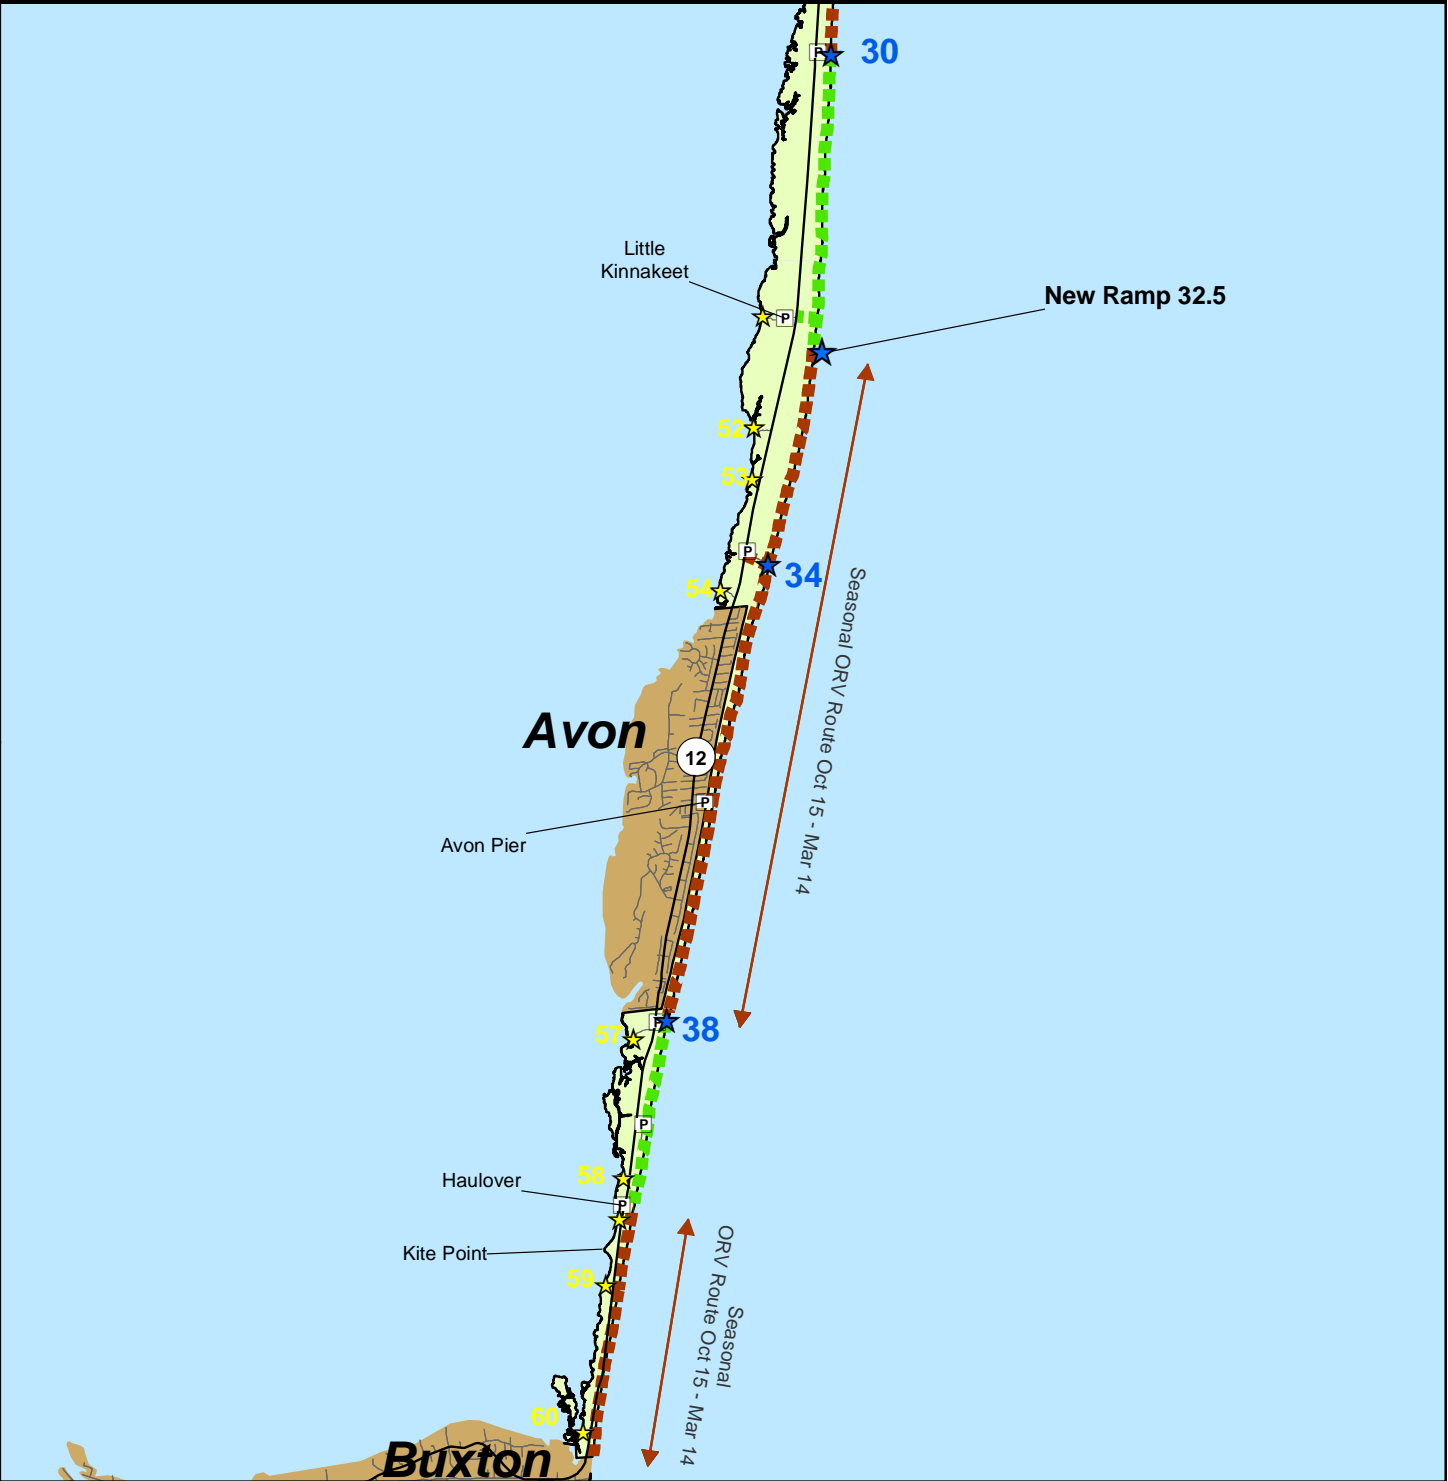 P
30
Little
Kinnakeet
New Ramp 32.5
P
52
53
P
34
54
Seasonal ORV Route Oct 15 - Mar 14
Avon
12
P
Avon Pier
P
38
57
P
58
Haulover
P
Kite Point
59
Seasonal
ORV Route Oct 15 - Mar 14
60
Buxton